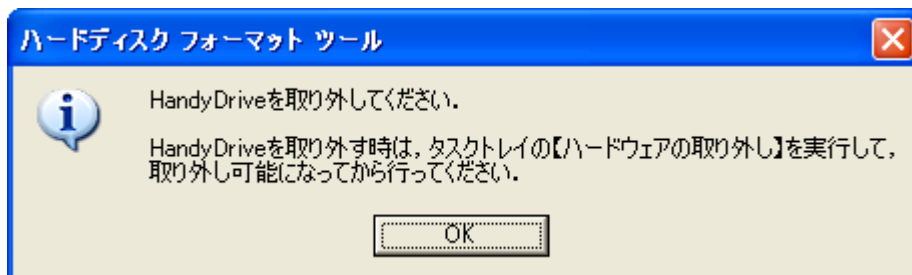 ハードディスク フォーマット ツール
HandyDriveを取り外してください．
HandyDriveを取り外す時は，タスクトレイの【ハードウェアの取り外し】を実行して，
取り外し可能になってから行ってください．
OK